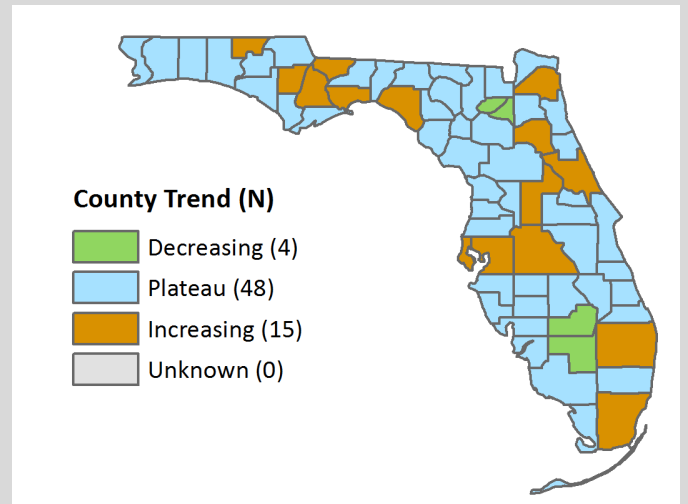 County Trend (N)
Decreasing (4)
Plateau (48)
Increasing (15)
Unknown (0)